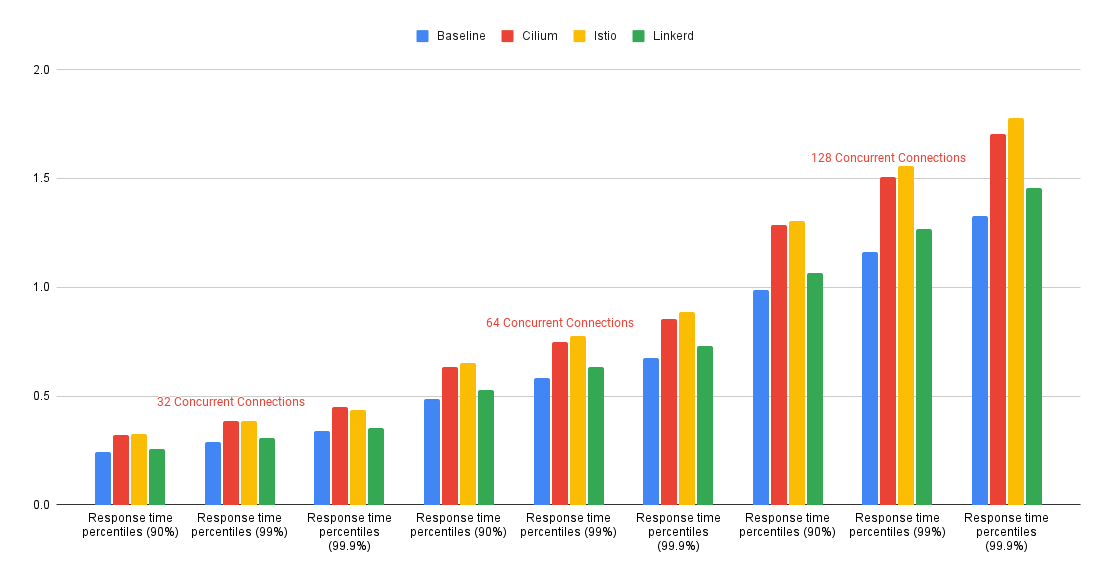 Baseline Cilium Istio Linkerd
2.0
1.5
1.0
0.5
0.0
128 Concurrent Connections
64 Concurrent Connections
32 Concurrent Connections
Response time
percentiles (90%)
Response time
percentiles (99%)
Response time
percentiles
(99.9%)
Response time
percentiles (90%)
Response time
percentiles (99%)
Response time
percentiles
(99.9%)
Response time
percentiles (90%)
Response time
percentiles (99%)
Response time
percentiles
(99.9%)